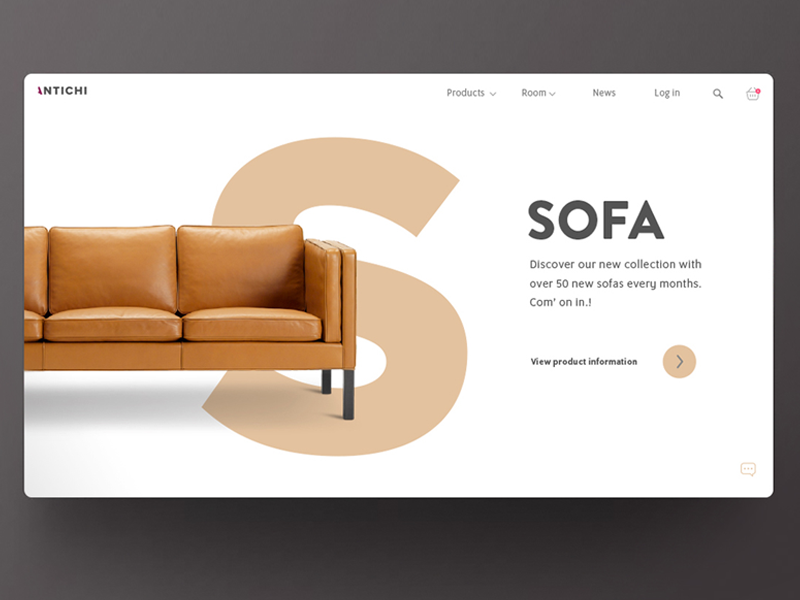 ANTICHI
Products
Room
News
Log in
S
SOFA
Discover our new collection with
over 50 new sofas every months.
Com' on in.!
View product information